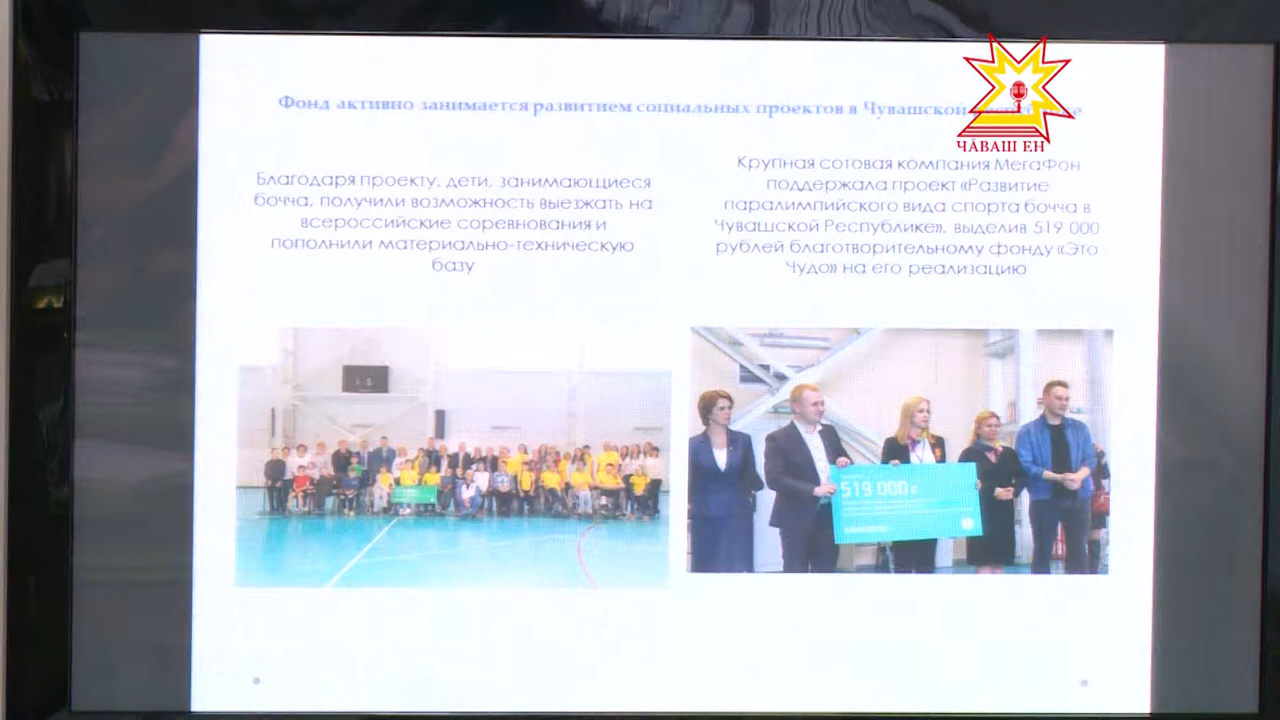 Фонд активно занимается развитием социальных проектов в Чувашской
ЧӐВАШ ЕН
Благодаря проекту, дети, занимающиеся
бочча, получили возможность выезжать на
всероссийские соревнования и
пополнили материально-техническую
базу
Крупная сотовая компания МегаФон
поддержала проект «Развитие
паралимпийского вида спорта бочча в
Чувашской Республике», выделив 519 000
рублей благотворительному фонду «Это
Чудо» на его реализацию
519 000 ₽